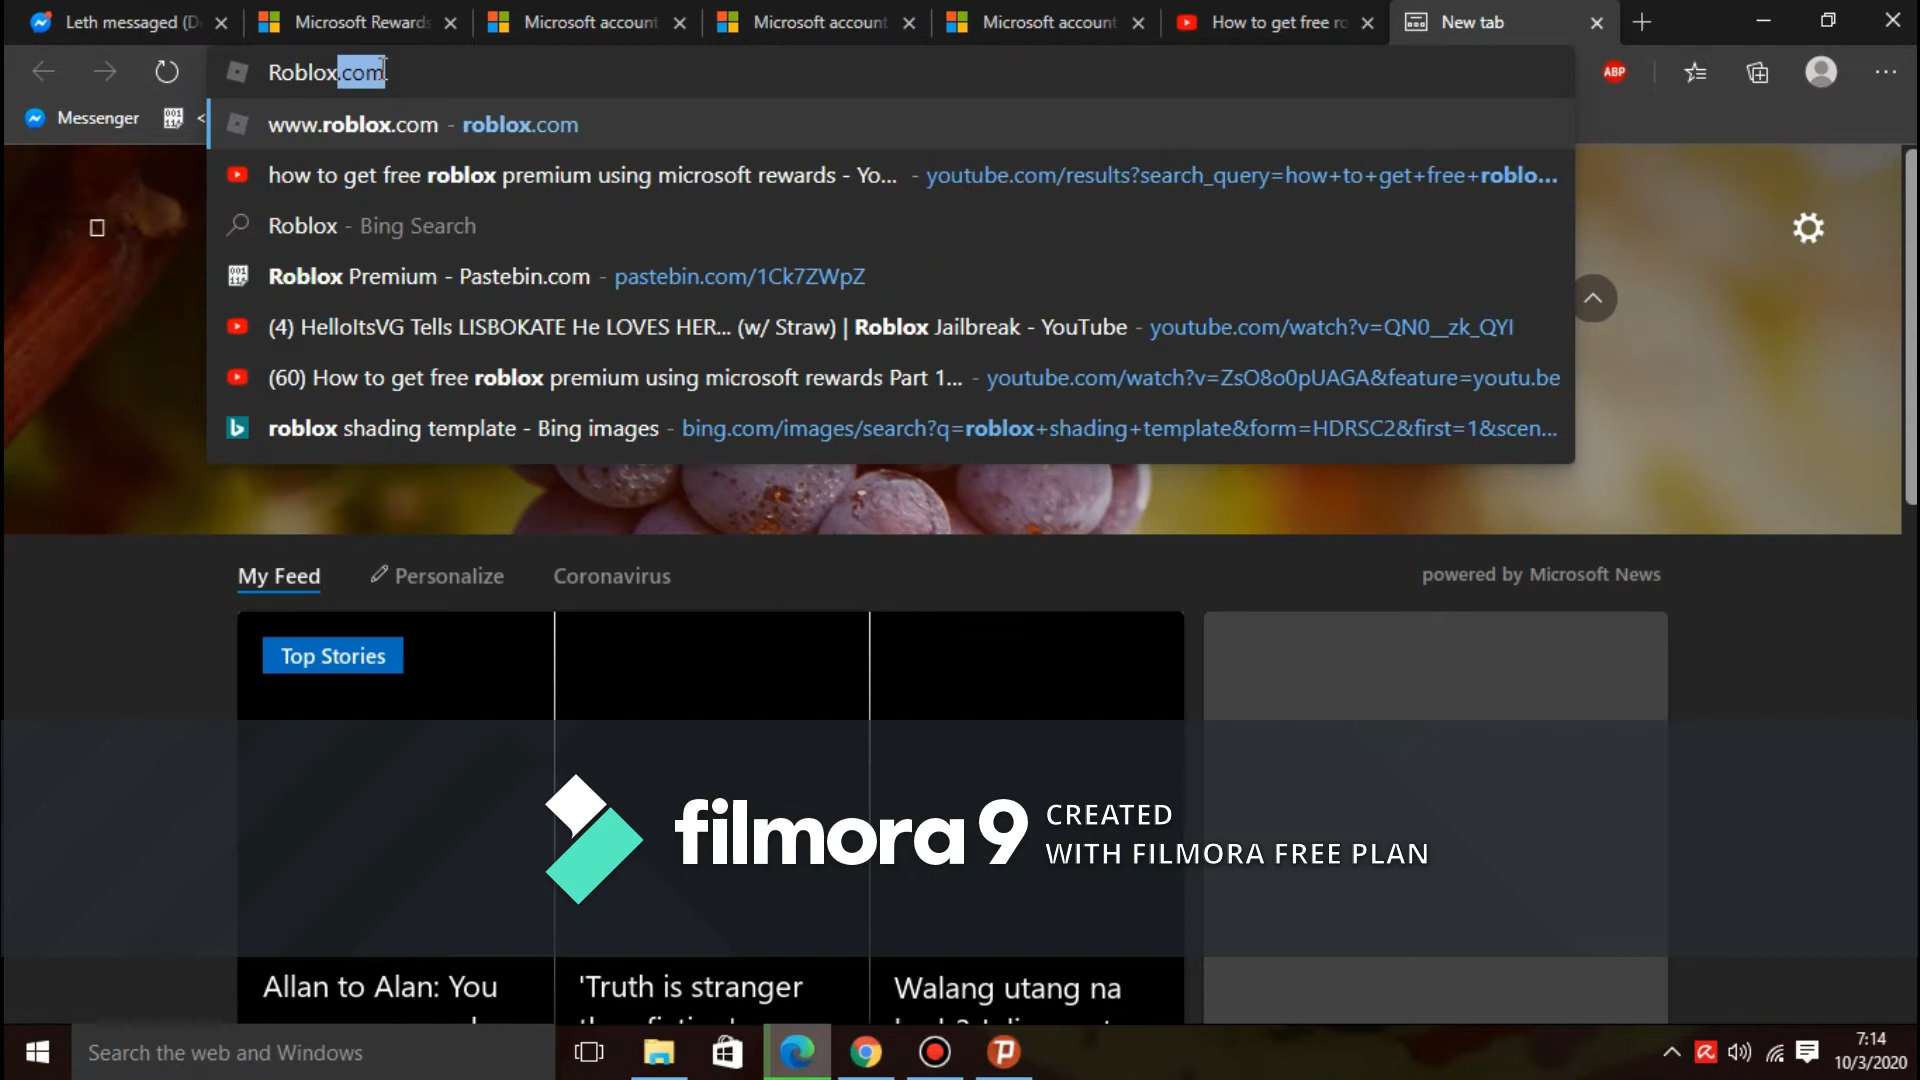 Leth messaged (D
Microsoft Rewards
Microsoft account
Microsoft account
Microsoft account
How to get free ro
New tab
Roblox.com
ABP
Messenger
<
www.roblox.com - roblox.com
how to get free roblox premium using microsoft rewards - Yo... - youtube.com/results?search_query=how+to+get+free+roblo...
Roblox - Bing Search
Roblox Premium - Pastebin.com - pastebin.com/1Ck7ZWpZ
(4) HelloItsVG Tells LISBOKATE He LOVES HER... (w/ Straw) | Roblox Jailbreak - YouTube - youtube.com/watch?v=QN0__zk_QYI
(60) How to get free roblox premium using microsoft rewards Part 1... - youtube.com/watch?v=ZsO8o0pUAGA&feature=youtu.be
roblox shading template - Bing images - bing.com/images/search?q=roblox+shading+template&form=HDRSC2&first=1&scen...
My Feed
Personalize
Coronavirus
powered by Microsoft News
Top Stories
filmora9
CREATED
WITH FILMORA FREE PLAN
Allan to Alan: You
'Truth is stranger
Walang utang na
Search the web and Windows
7:14
10/3/2020